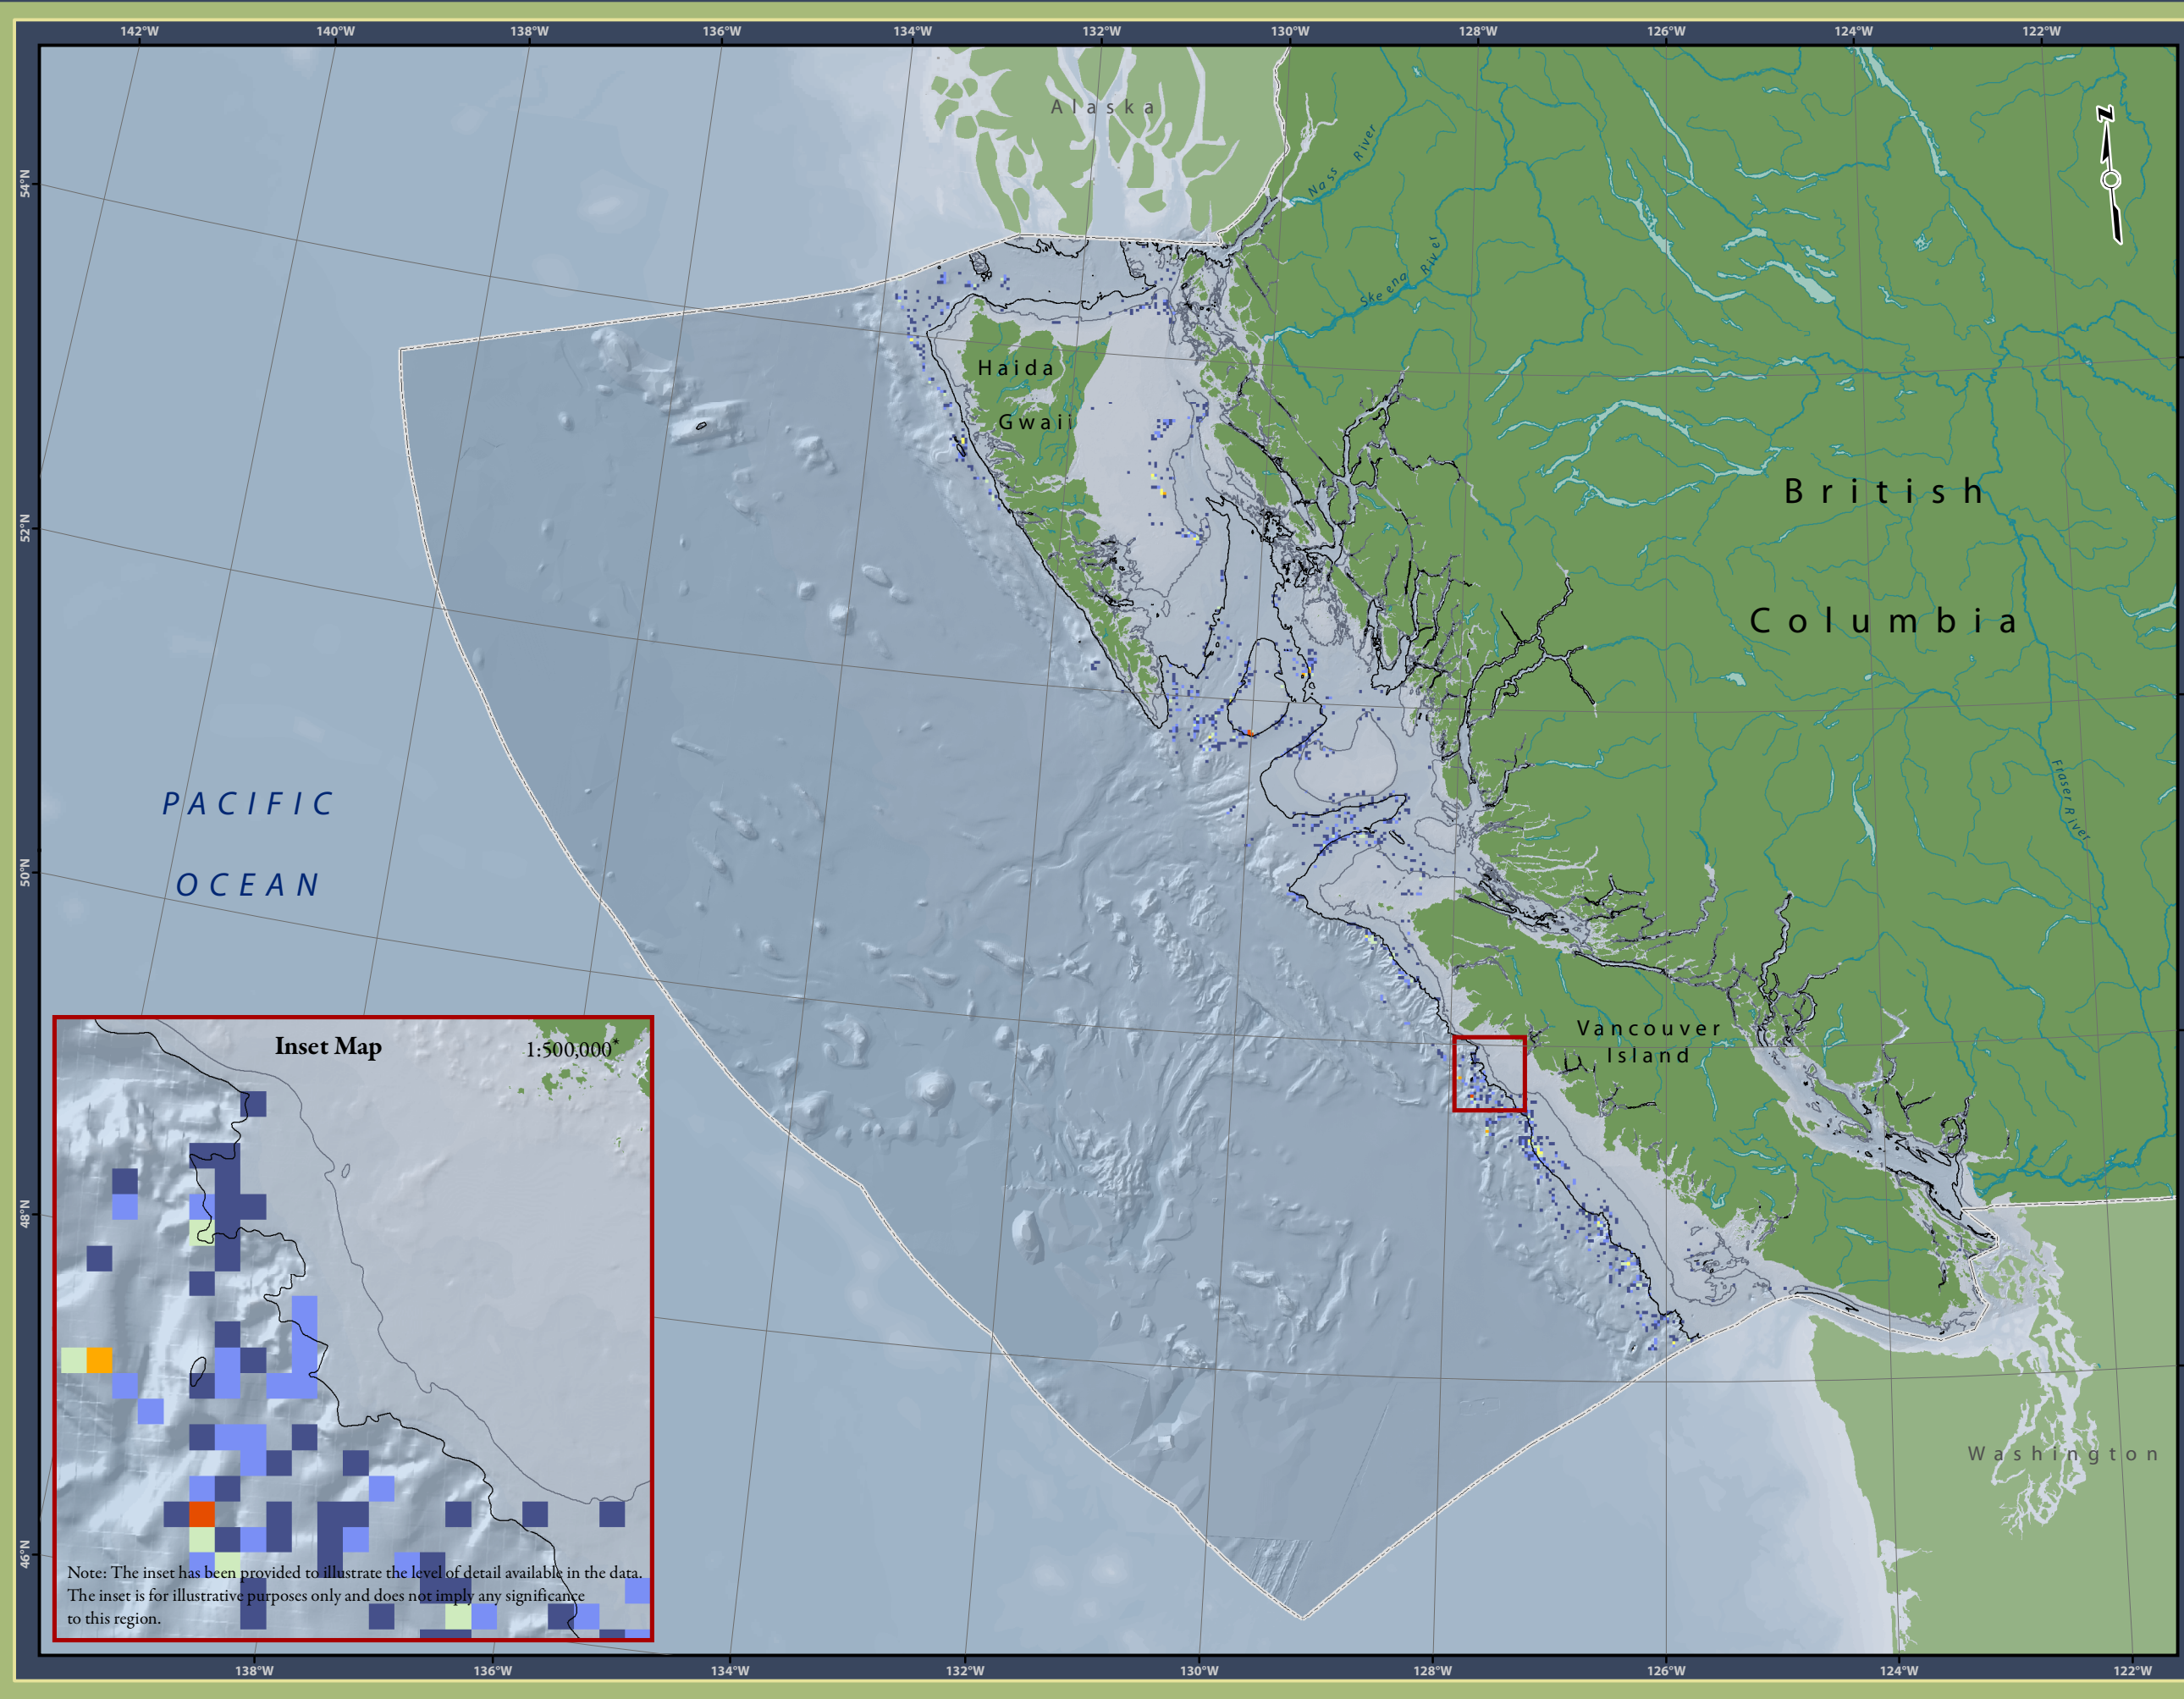 142°W 140°W 138°W 136°W 134°W 132°W 130°W 128°W 126°W 124°W 122°W
Alaska
N
54°N
Nass River
Skeena River
Haida
Gwaii
British
52°N
Columbia
PACIFIC
OCEAN
Fraser River
50°N
Vancouver
Island
Inset Map
1:500,000*
48°N
Washington
46°N
Note: The inset has been provided to illustrate the level of detail available in the data.
The inset is for illustrative purposes only and does not imply any significance
to this region.
138°W 136°W 134°W 132°W 130°W 128°W 126°W 124°W 122°W